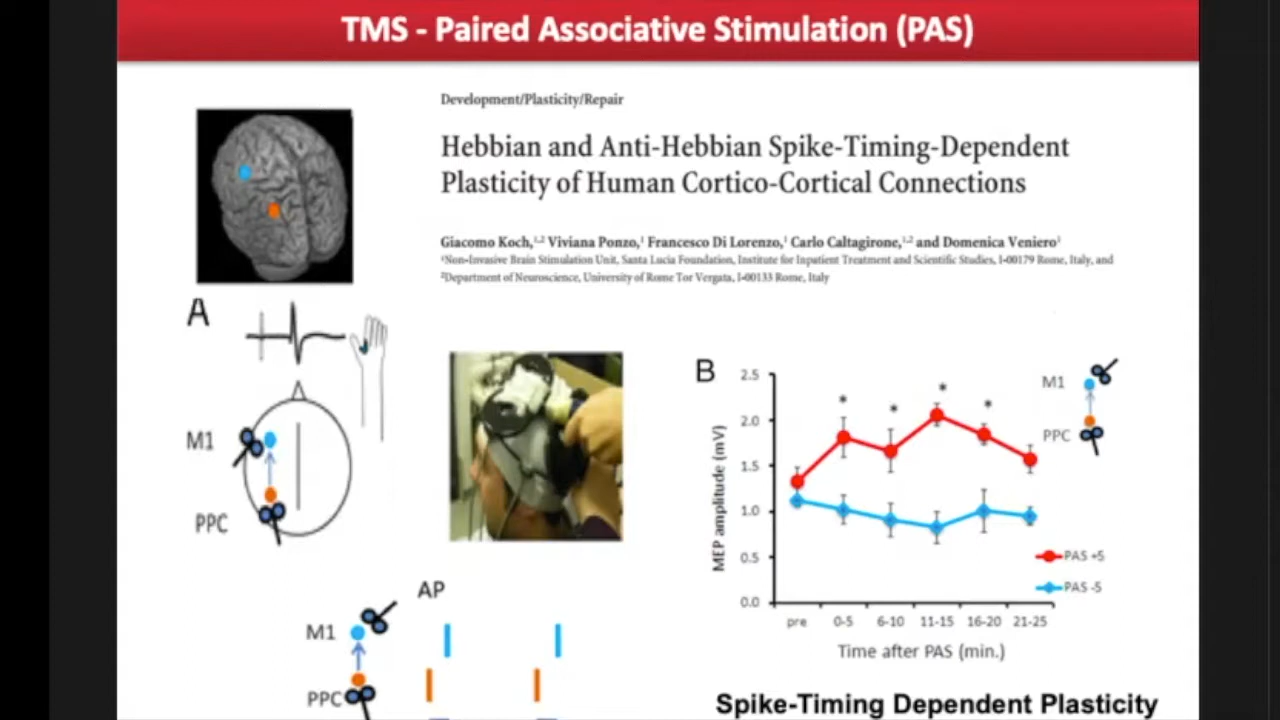 TMS - Paired Associative Stimulation (PAS)
Development/Plasticity/Repair
Hebbian and Anti-Hebbian Spike-Timing-Dependent
Plasticity of Human Cortico-Cortical Connections
Giacomo Koch,1,2 Viviana Ponzo,1 Francesco Di Lorenzo,1 Carlo Caltagirone,1,2 and Domenica Veniero1
1Non-Invasive Brain Stimulation Unit, Santa Lucia Foundation, Institute for Inpatient Treatment and Scientific Studies, I-00179 Rome, Italy, and
2Department of Neuroscience, University of Rome Tor Vergata, I-00133 Rome, Italy
A
M1
PPC
AP
M1
PPC
B
MEP amplitude (mV)
2.5
2.0
1.5
1.0
0.5
0.0
* * * *
M1
PPC
PAS +5
PAS -5
pre 0-5 6-10 11-15 16-20 21-25
Time after PAS (min.)
Spike-Timing Dependent Plasticity